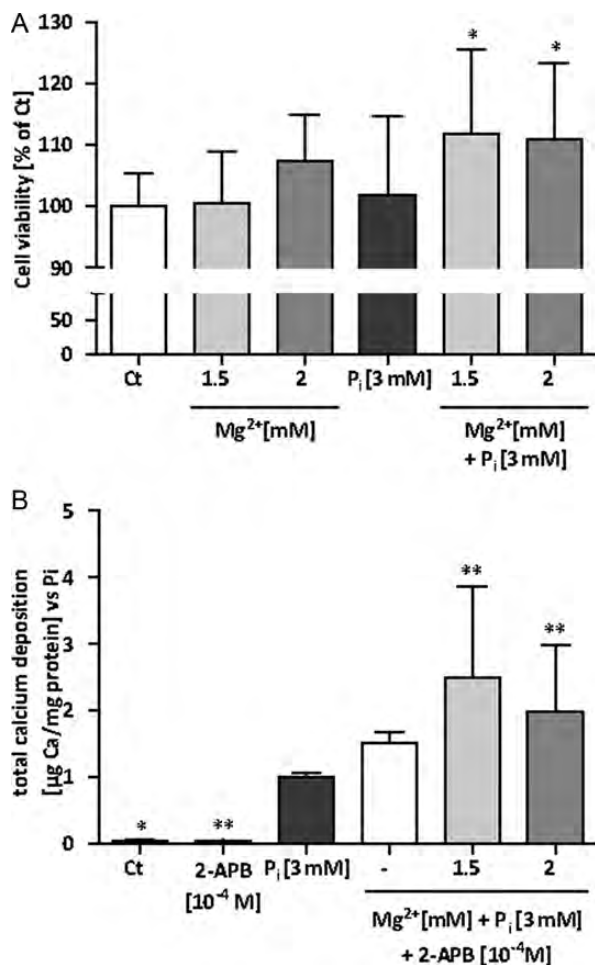 A
Cell viability [% of Ct]
130
120
110
100
90
50
0
*
*
Ct
1.5
2
Pi [3 mM]
1.5
2
Mg2+[mM]
Mg2+[mM]
+ Pi [3 mM]
B
total calcium deposition
[µg Ca/mg protein] vs Pi
5
4
3
2
1
0
*
**
**
**
Ct
2-APB
[10-4 M]
Pi [3 mM]
-
1.5
2
Mg2+[mM] + Pi [3 mM]
+ 2-APB [10-4M]